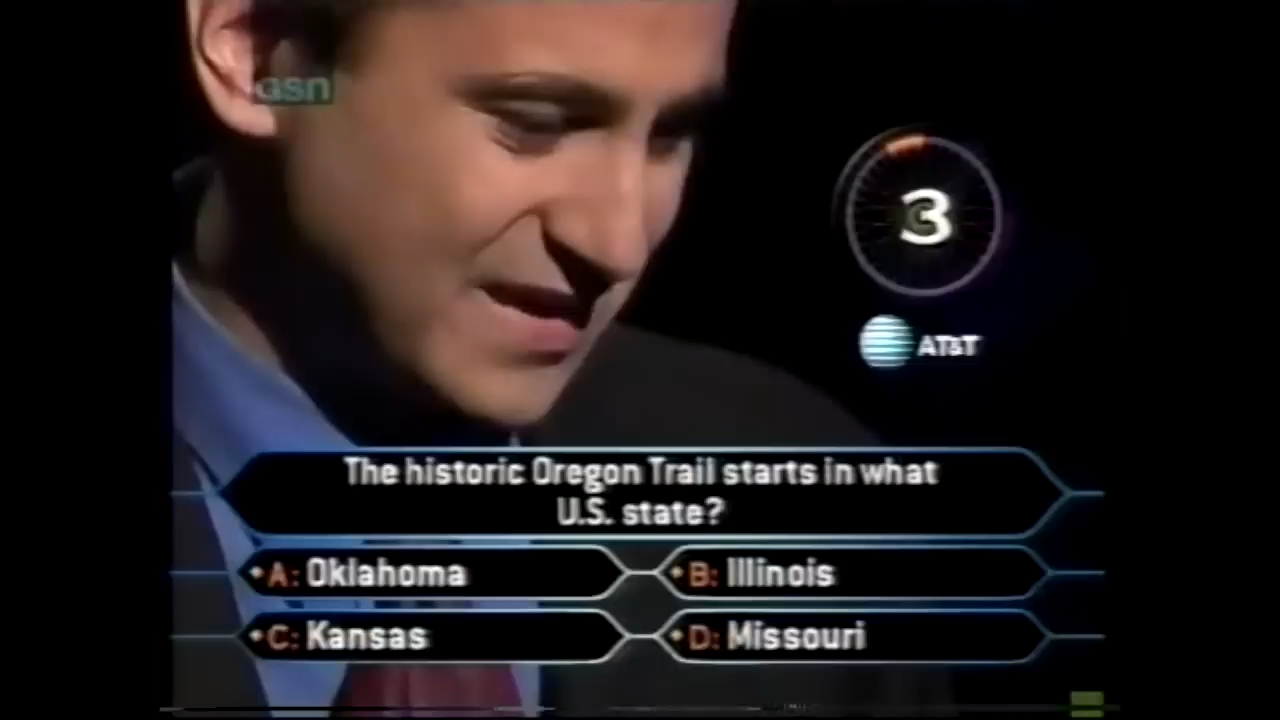 gsn
3
AT&T
The historic Oregon Trail starts in what
U.S. state?
A: Oklahoma
B: Illinois
C: Kansas
D: Missouri